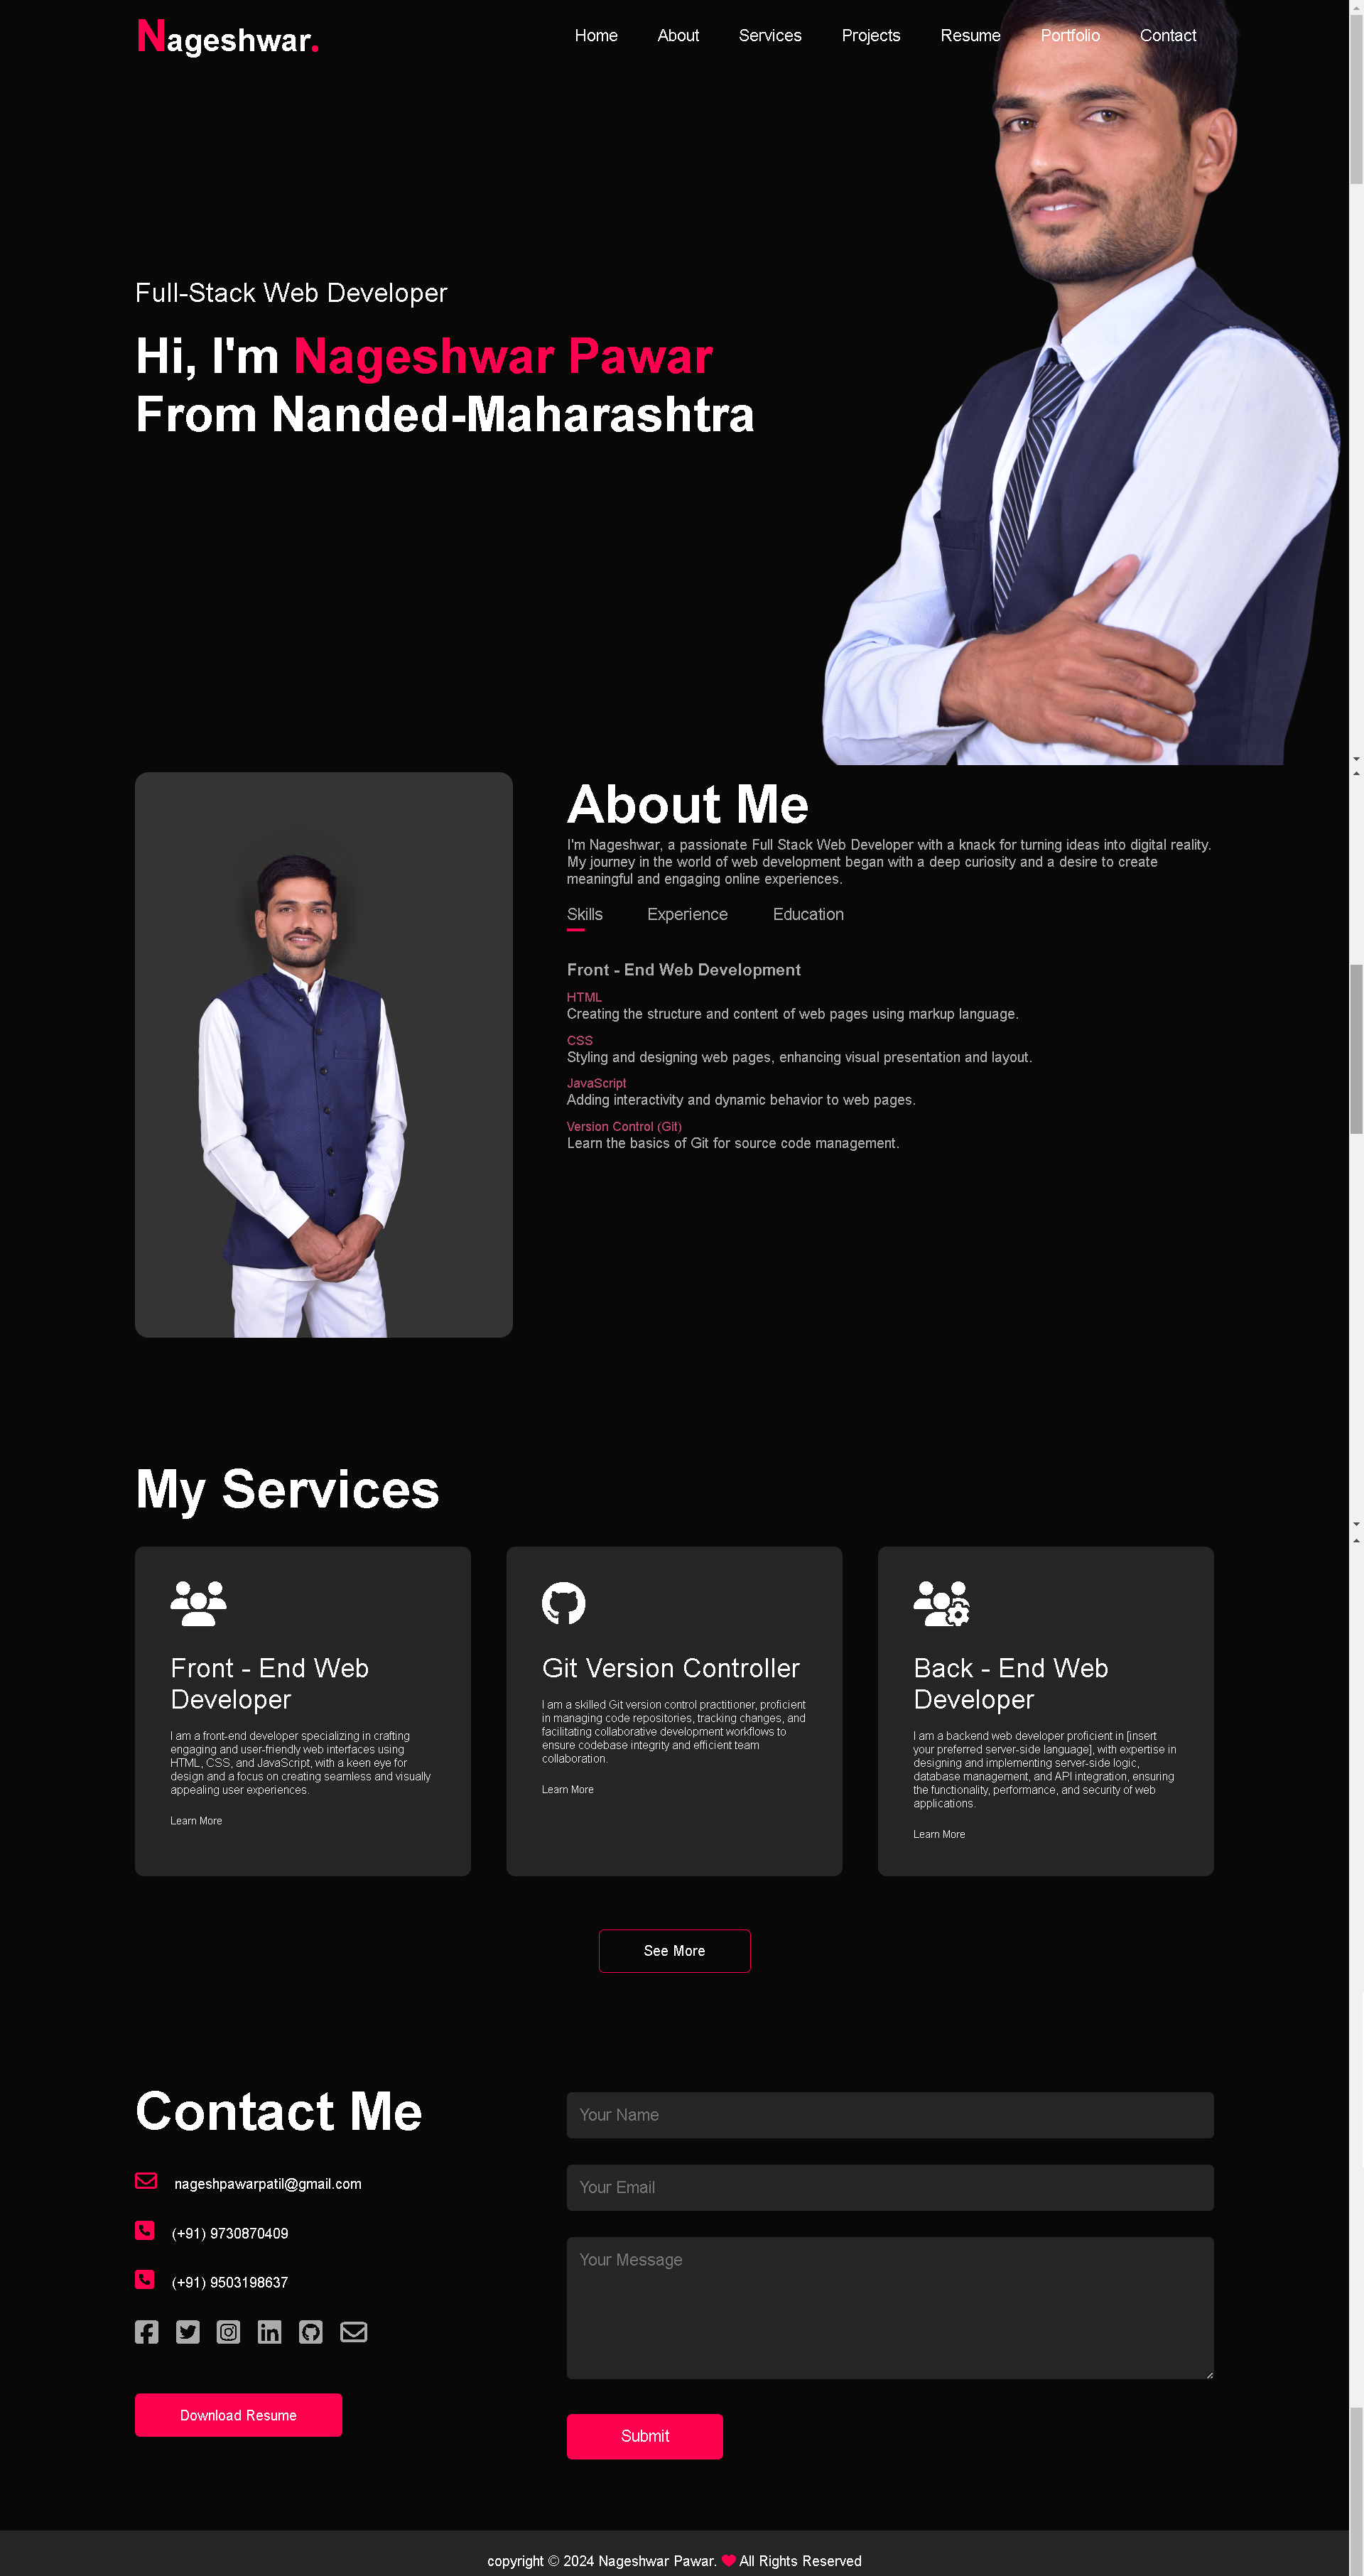 Nageshwar.
Home About Services Projects Resume Portfolio Contact
Full-Stack Web Developer
Hi, I'm Nageshwar Pawar
From Nanded-Maharashtra
About Me
I'm Nageshwar, a passionate Full Stack Web Developer with a knack for turning ideas into digital reality.
My journey in the world of web development began with a deep curiosity and a desire to create
meaningful and engaging online experiences.
Skills Experience Education
Front - End Web Development
HTML
Creating the structure and content of web pages using markup language.
CSS
Styling and designing web pages, enhancing visual presentation and layout.
JavaScript
Adding interactivity and dynamic behavior to web pages.
Version Control (Git)
Learn the basics of Git for source code management.
My Services
Front - End Web
Developer
I am a front-end developer specializing in crafting
engaging and user-friendly web interfaces using
HTML, CSS, and JavaScript, with a keen eye for
design and a focus on creating seamless and visually
appealing user experiences.
Learn More
Git Version Controller
I am a skilled Git version control practitioner, proficient
in managing code repositories, tracking changes, and
facilitating collaborative development workflows to
ensure codebase integrity and efficient team
collaboration.
Learn More
Back - End Web
Developer
I am a backend web developer proficient in [insert
your preferred server-side language], with expertise in
designing and implementing server-side logic,
database management, and API integration, ensuring
the functionality, performance, and security of web
applications.
Learn More
See More
Contact Me
nageshpawarpatil@gmail.com
(+91) 9730870409
(+91) 9503198637
Download Resume
Your Name
Your Email
Your Message
Submit
copyright © 2024 Nageshwar Pawar. ❤ All Rights Reserved